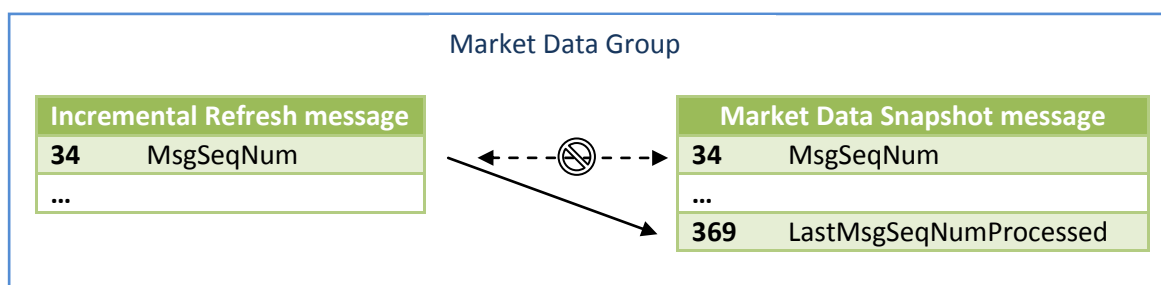 Market Data Group
Incremental Refresh message
34 MsgSeqNum
...
Market Data Snapshot message
34 MsgSeqNum
...
369 LastMsgSeqNumProcessed